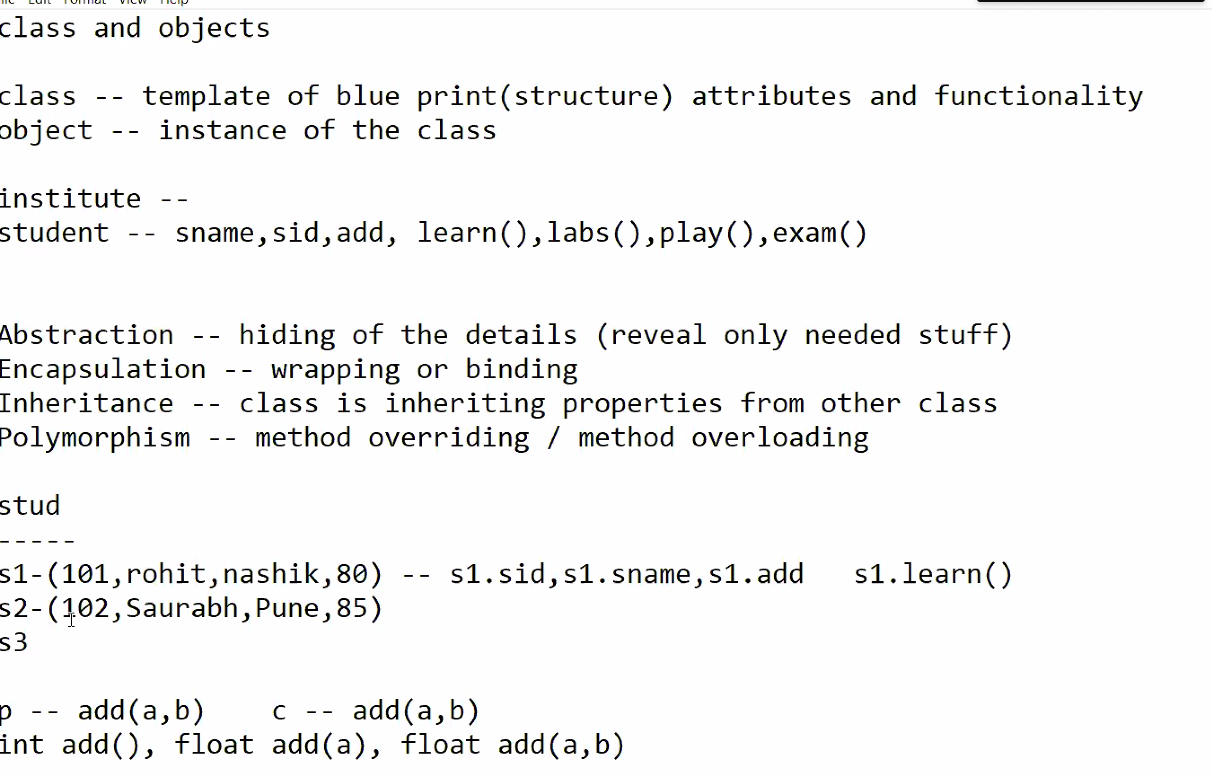 Edit Format View Help
class and objects
class -- template of blue print(structure) attributes and functionality
object -- instance of the class
institute --
student -- sname,sid,add, learn(),labs(),play(),exam()
Abstraction -- hiding of the details (reveal only needed stuff)
Encapsulation -- wrapping or binding
Inheritance -- class is inheriting properties from other class
Polymorphism -- method overriding / method overloading
stud
-----
s1-(101,rohit,nashik,80) -- s1.sid,s1.sname,s1.add   s1.learn()
s2-(102,Saurabh,Pune,85)
s3
p -- add(a,b)    c -- add(a,b)
int add(), float add(a), float add(a,b)